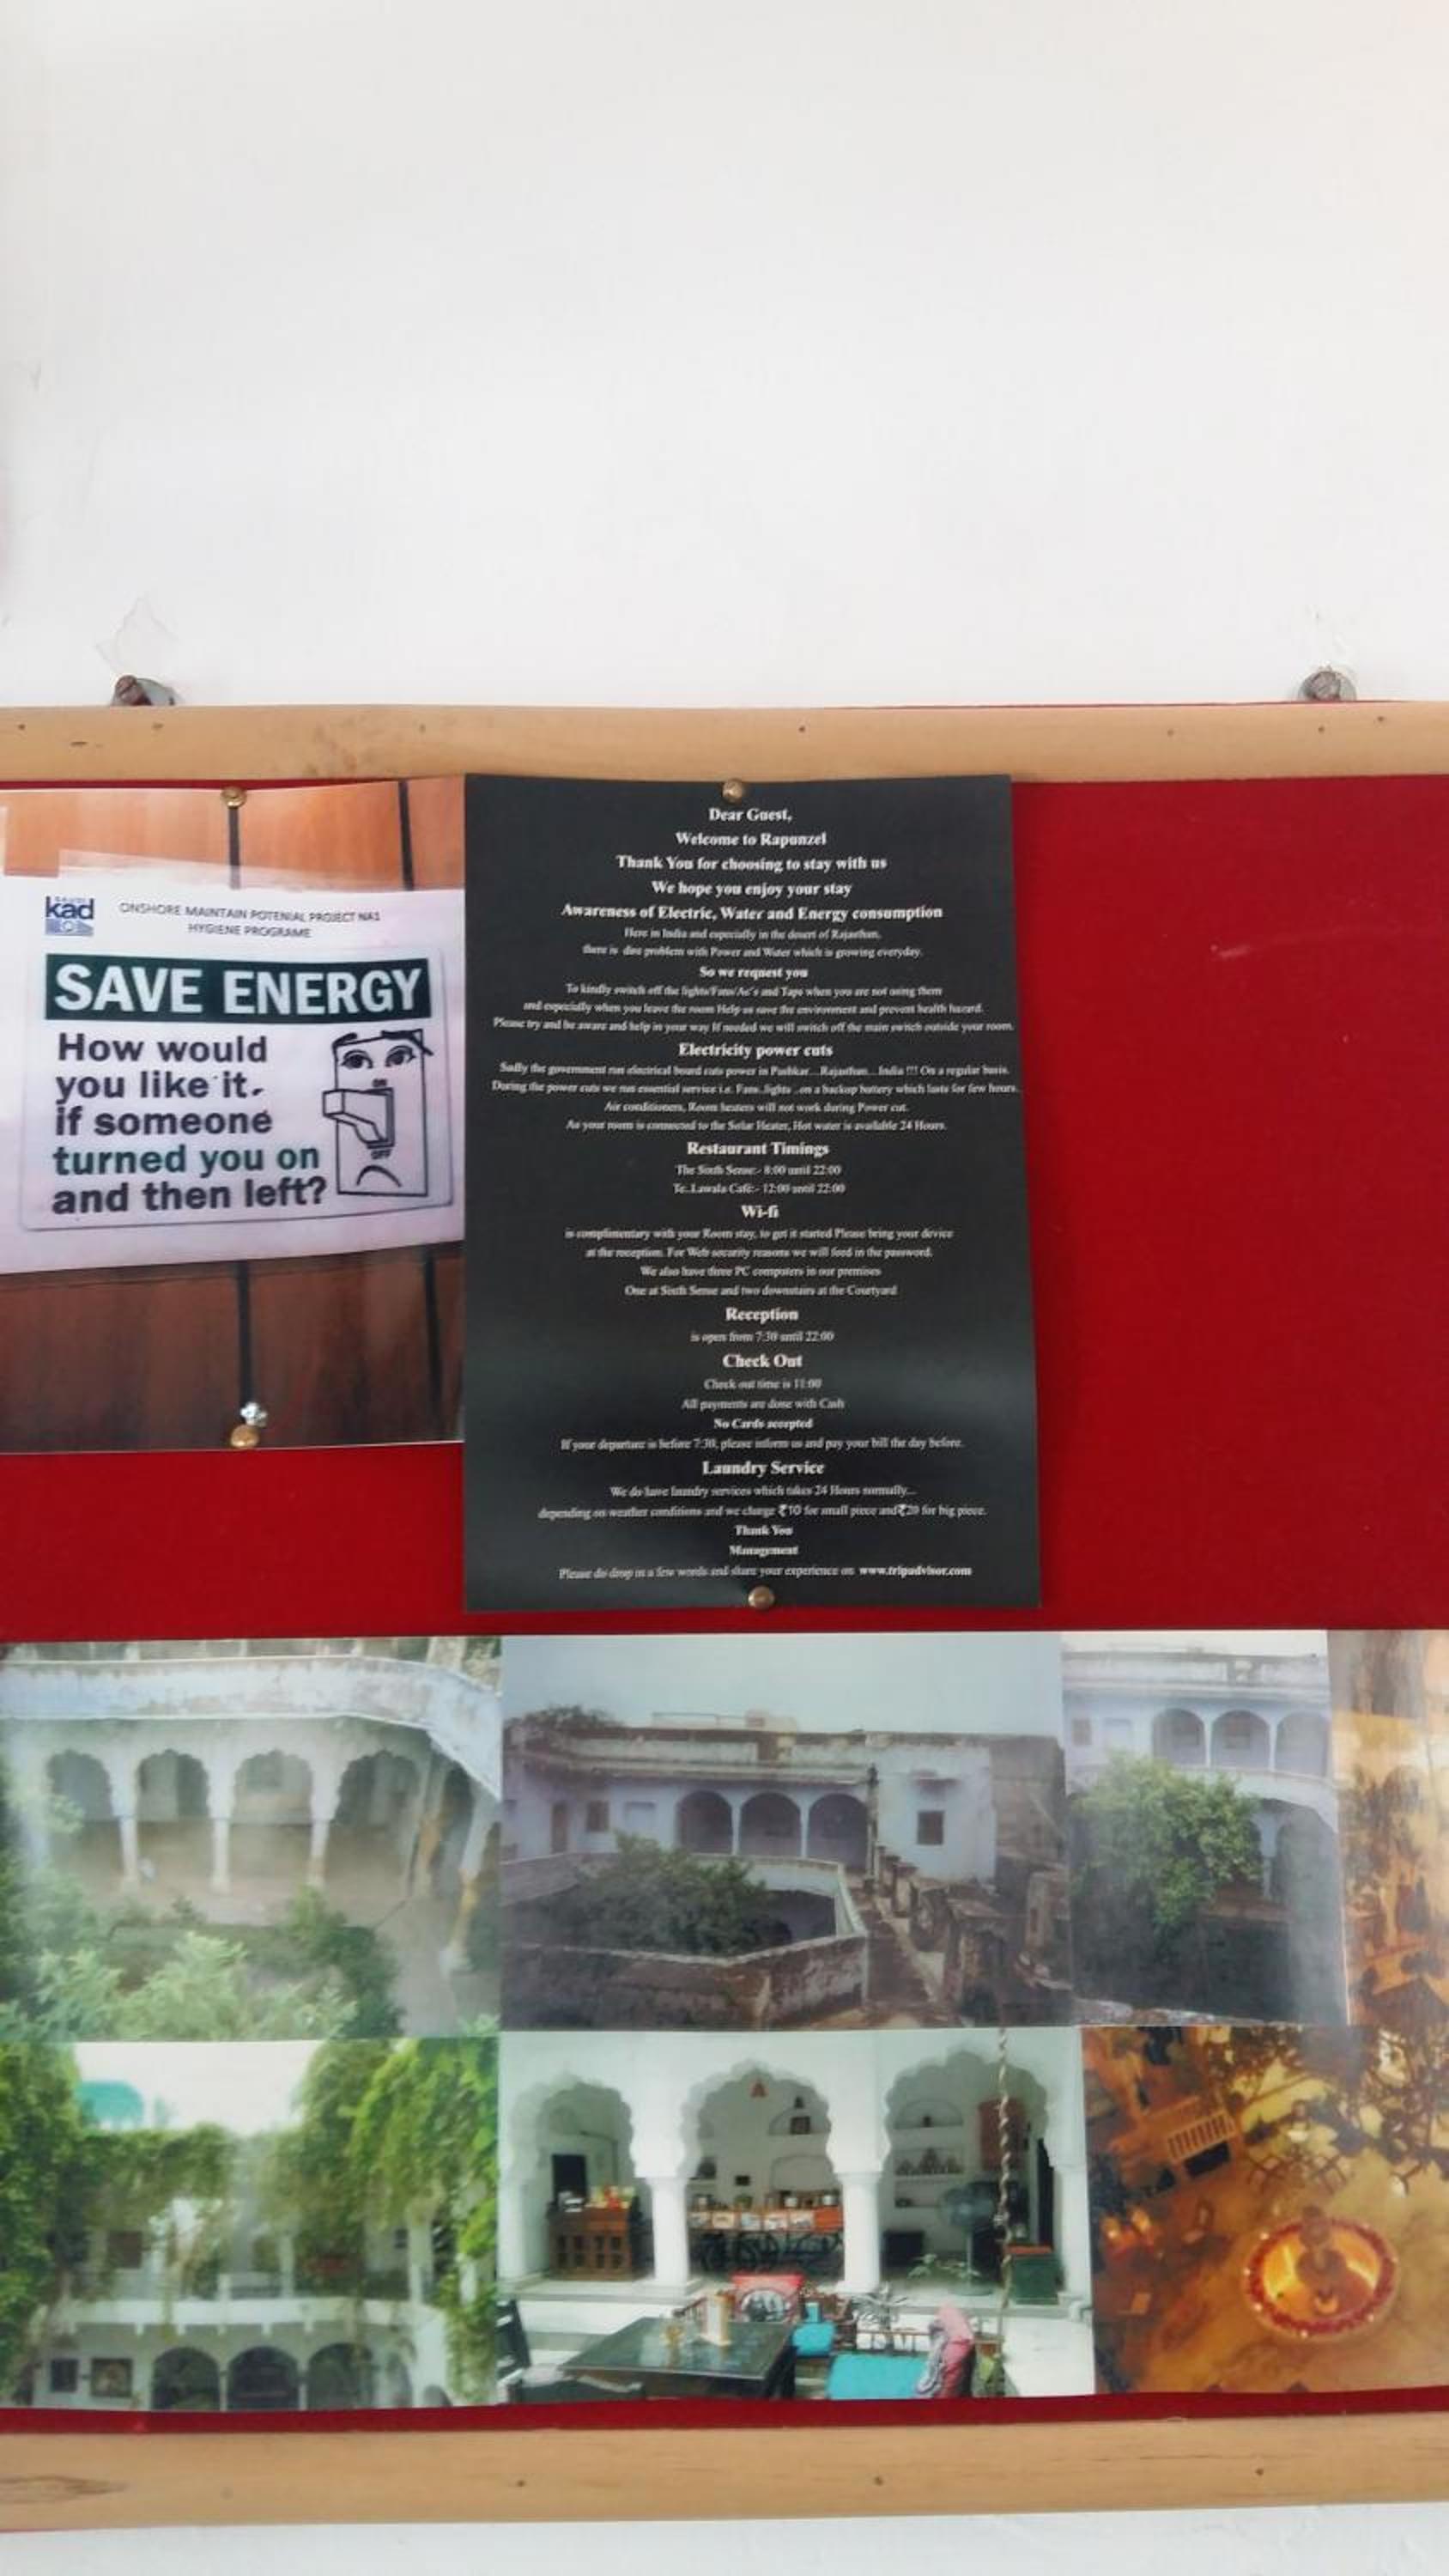 kad
ONSHORE MAINTAIN POTENIAL PROJECT NA1
HYGIENE PROGRAME
SAVE ENERGY
How would
you like it.
if someone
turned you on
and then left?
ON
OFF
Dear Guest,
Welcome to Rapunzel
Thank You for choosing to stay with us
We hope you enjoy your stay
Awareness of Electric, Water and Energy consumption
Here in India and especially in the desert of Rajasthan,
there is dire problem with Power and Water which is growing everyday.
So we request you
To kindly switch off the lights/Fans/Ac's and Taps when you are not using them
and especially when you leave the room Help us save the environment and prevent health hazard.
Please try and be aware and help in your way If needed we will switch off the main switch outside your room.
Electricity power cuts
Sadly the government run electrical board cuts power in Pushkar... Rajasthan... India !!! On a regular basis.
During the power cuts we run essential service i.e. Fans, lights ..on a backup battery which lasts for few hours.
Air conditioners, Room heaters will not work during Power cut.
As your room is connected to the Solar Heater, Hot water is available 24 Hours.
Restaurant Timings
The Sixth Sense:- 8:00 until 22:00
Te..Lawala Café:- 12:00 until 22:00
Wi-fi
is complimentary with your Room stay, to get it started Please bring your device
at the reception. For Web security reasons we will feed in the password.
We also have three PC computers in our premises
One at Sixth Sense and two downstairs at the Courtyard
Reception
is open from 7:30 until 22:00
Check Out
Check out time is 11:00
All payments are done with Cash
No Cards accepted
If your departure is before 7:30, please inform us and pay your bill the day before.
Laundry Service
We do have laundry services which takes 24 Hours normally...
depending on weather conditions and we charge ₹10 for small piece and ₹20 for big piece.
Thank You
Management
Please do drop in a few words and share your experience on www.tripadvisor.com